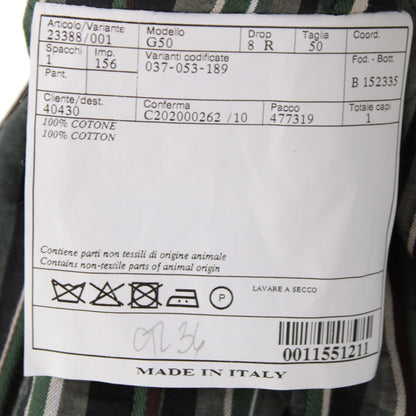 Articolo/Variante Modello Drop Taglia Coord.
23388/001 G50 8 R 50
Spacchi Imp. Varianti codificate Fod.- Bott.
1 156 037-053-189
Pant. B 152335
Cliente/dest. Conferma Pacco Totale capi
40430 C202000262 /10 477319 1
100% COTONE
100% COTTON
Contiene parti non tessili di origine animale
Contains non-textile parts of animal origin
P
LAVARE A SECCO
0011551211
MADE IN ITALY